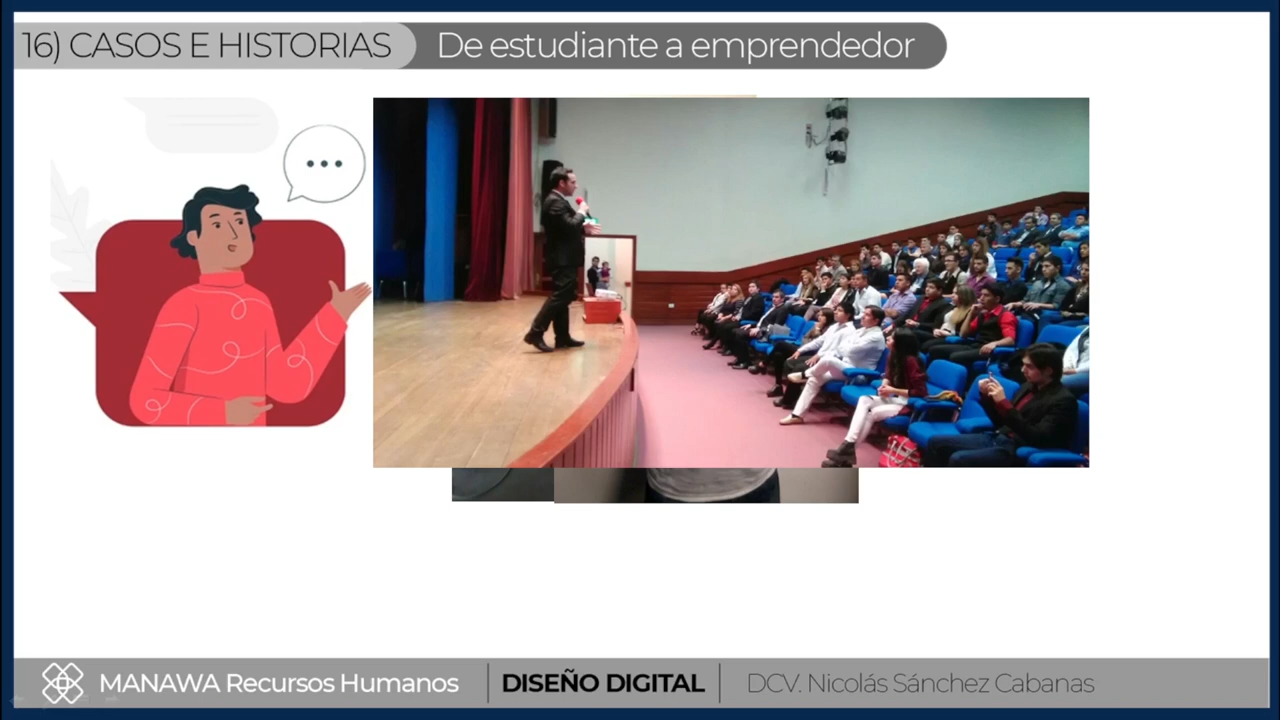 16) CASOS E HISTORIAS
De estudiante a emprendedor
MANAWA Recursos Humanos
DISEÑO DIGITAL
DCV. Nicolás Sánchez Cabanas